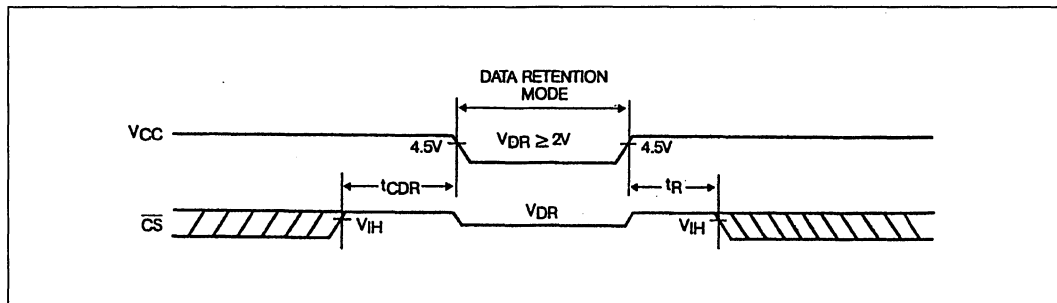 DATA RETENTION
MODE
VCC
4.5V
VDR ≥ 2V
4.5V
tCDR
tR
CS
VIH
VDR
VIH